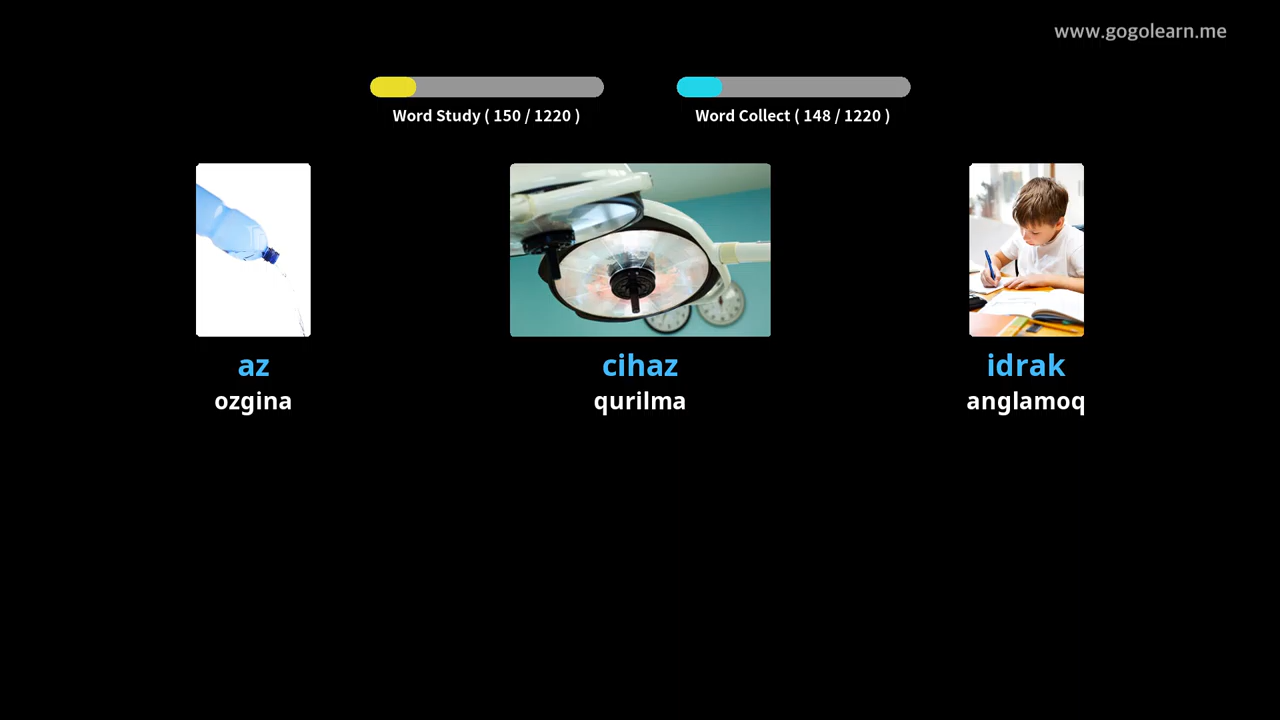 www.gogolearn.me
Word Study ( 150 / 1220 )
Word Collect ( 148 / 1220 )
az
ozgina
cihaz
qurilma
idrak
anglamoq